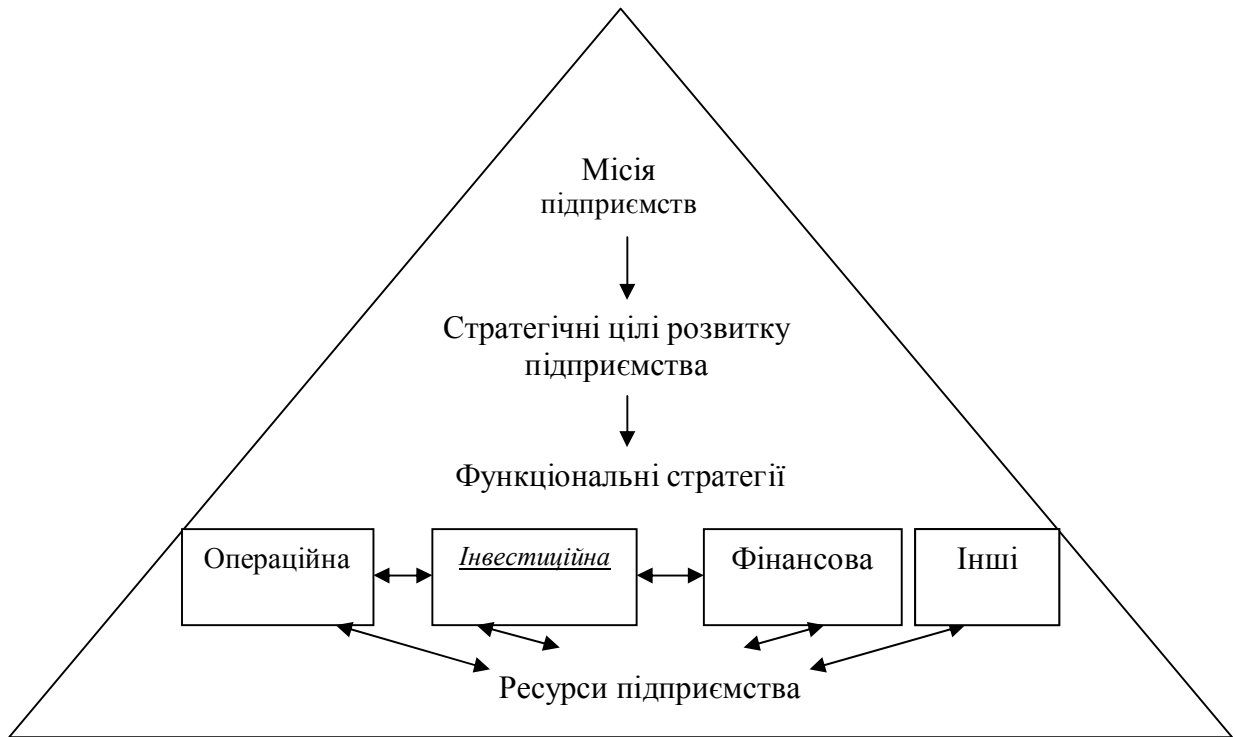 Місія
підприємств
Стратегічні цілі розвитку
підприємства
Функціональні стратегії
Операційна
Інвестиційна
Фінансова
Інші
Ресурси підприємства